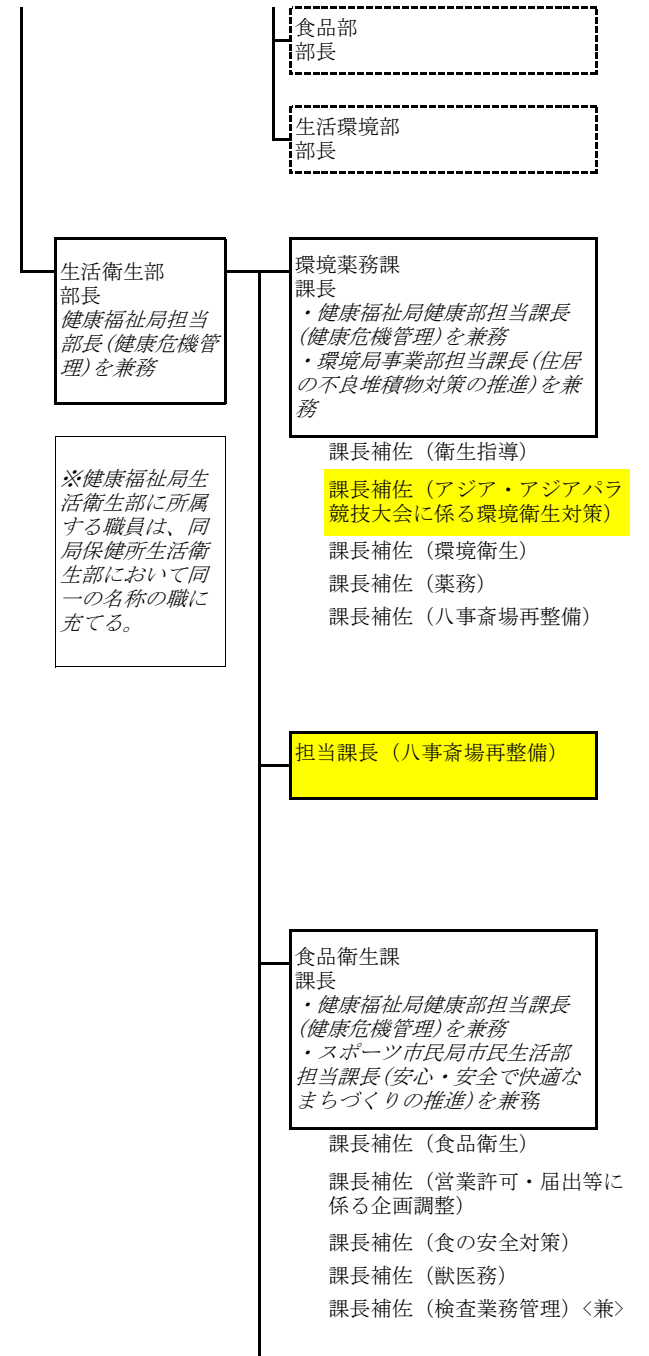 食品部
部長
生活環境部
部長
生活衛生部
部長
健康福祉局担当
部長(健康危機管
理)を兼務
※健康福祉局生
活衛生部に所属
する職員は、同
局保健所生活衛
生部において同
一の名称の職に
充てる。
環境薬務課
課長
・健康福祉局健康部担当課長
(健康危機管理)を兼務
・環境局事業部担当課長(住居
の不良堆積物対策の推進)を兼
務
課長補佐（衛生指導）
課長補佐（アジア・アジアパラ
競技大会に係る環境衛生対策）
課長補佐（環境衛生）
課長補佐（薬務）
課長補佐（八事斎場再整備）
担当課長（八事斎場再整備）
食品衛生課
課長
・健康福祉局健康部担当課長
(健康危機管理)を兼務
・スポーツ市民局市民生活部
担当課長(安心・安全で快適な
まちづくりの推進)を兼務
課長補佐（食品衛生）
課長補佐（営業許可・届出等に
係る企画調整）
課長補佐（食の安全対策）
課長補佐（獣医務）
課長補佐（検査業務管理）〈兼〉